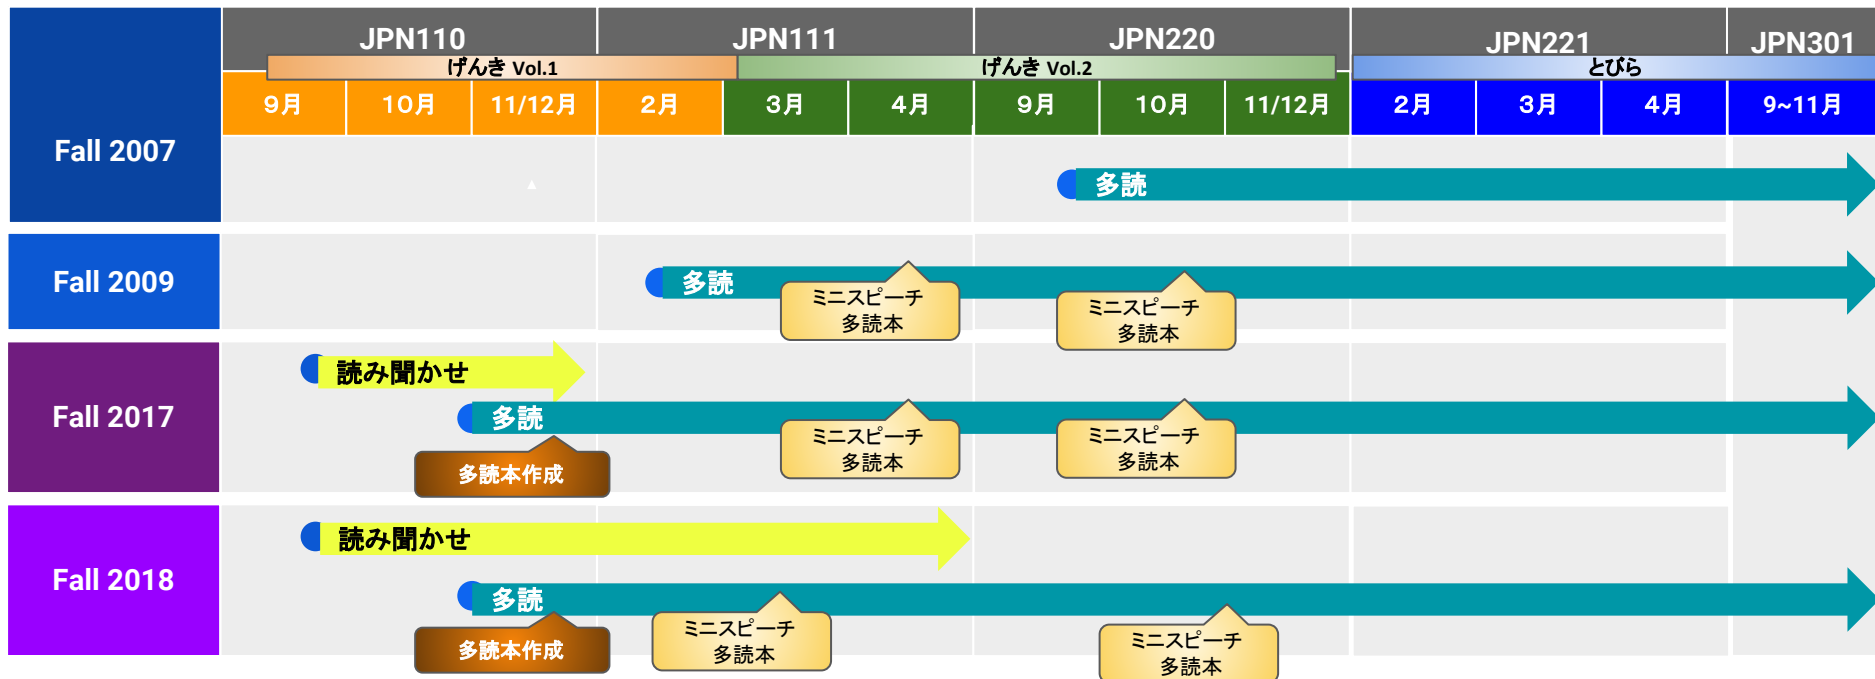 JPN110
JPN111
JPN220
JPN221
JPN301
げんき Vol.1
げんき Vol.2
とびら
9月
10月
11/12月
2月
3月
4月
9月
10月
11/12月
2月
3月
4月
9~11月
Fall 2007
多読
Fall 2009
多読
ミニスピーチ
多読本
ミニスピーチ
多読本
Fall 2017
読み聞かせ
多読
多読本作成
ミニスピーチ
多読本
ミニスピーチ
多読本
Fall 2018
読み聞かせ
多読
多読本作成
ミニスピーチ
多読本
ミニスピーチ
多読本